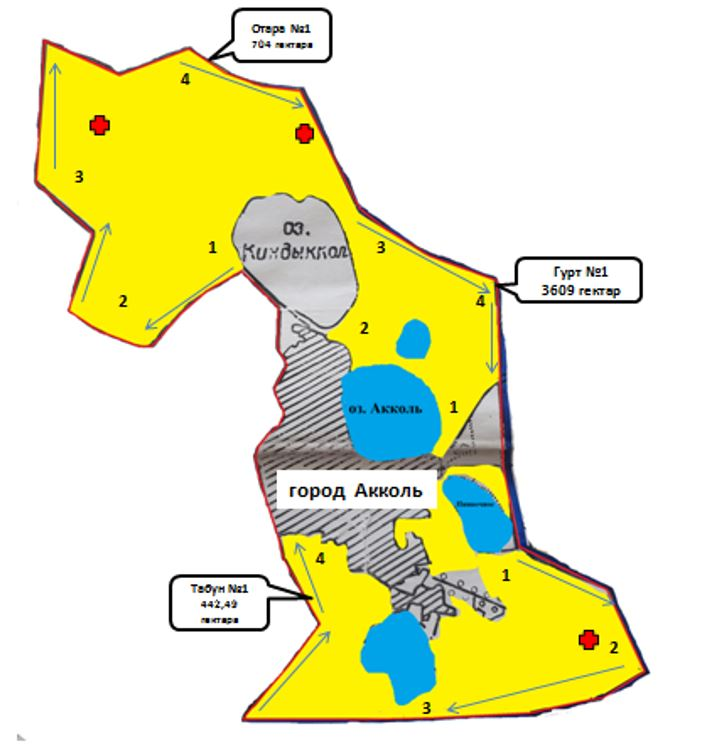 Отара №1
704 гектара
4
3
оз.
Киндыккол
1
3
Гурт №1
3609 гектар
4
2
2
оз. Акколь
1
город Акколь
4
1
Табун №1
442,49
гектара
2
3